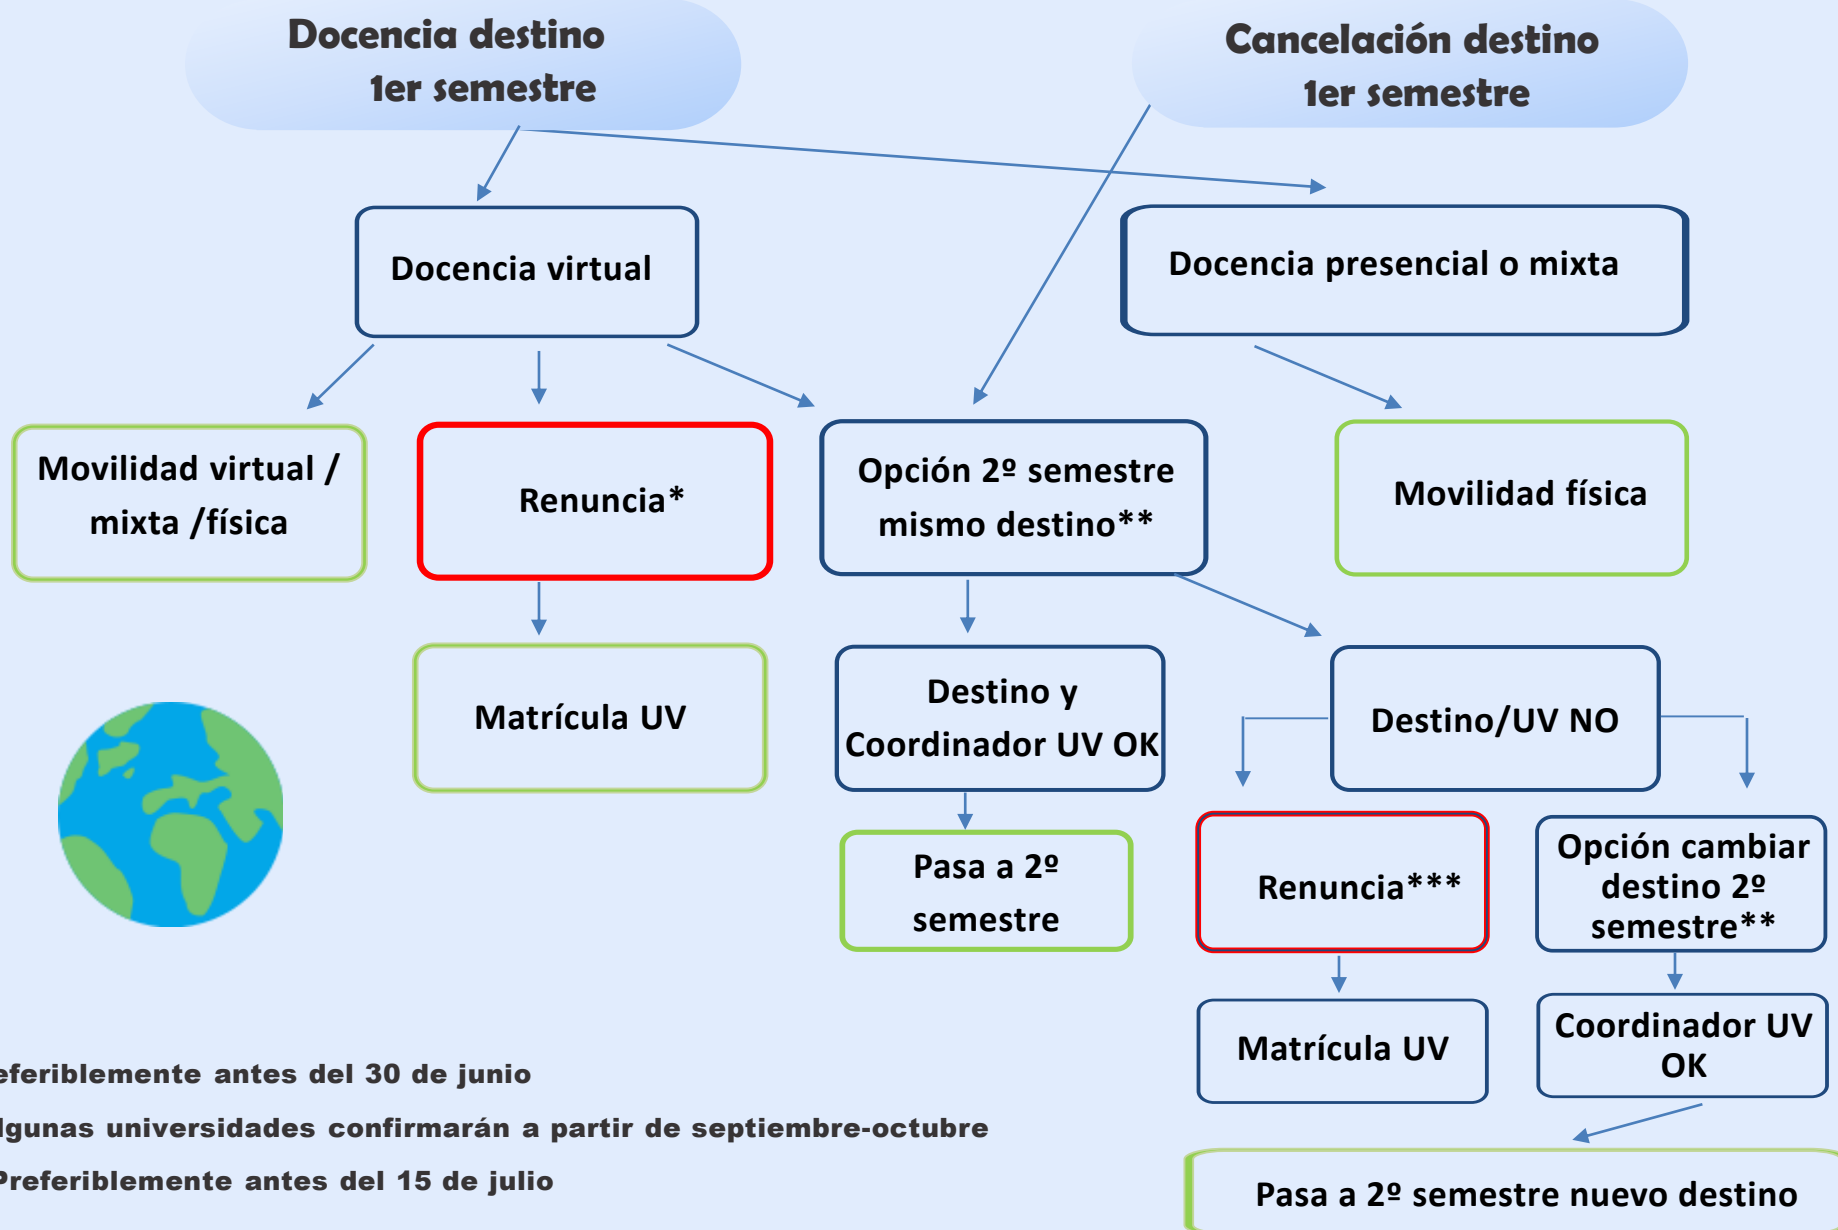 Docencia destino
1er semestre
Cancelación destino
1er semestre
Docencia virtual
Docencia presencial o mixta
Movilidad virtual /
mixta /física
Renuncia*
Opción 2º semestre
mismo destino**
Movilidad física
Matrícula UV
Destino y
Coordinador UV OK
Destino/UV NO
Pasa a 2º
semestre
Renuncia***
Opción cambiar
destino 2º
semestre**
Matrícula UV
Coordinador UV
OK
eferiblemente antes del 30 de junio
lgunas universidades confirmarán a partir de septiembre-octubre
Preferiblemente antes del 15 de julio
Pasa a 2º semestre nuevo destino